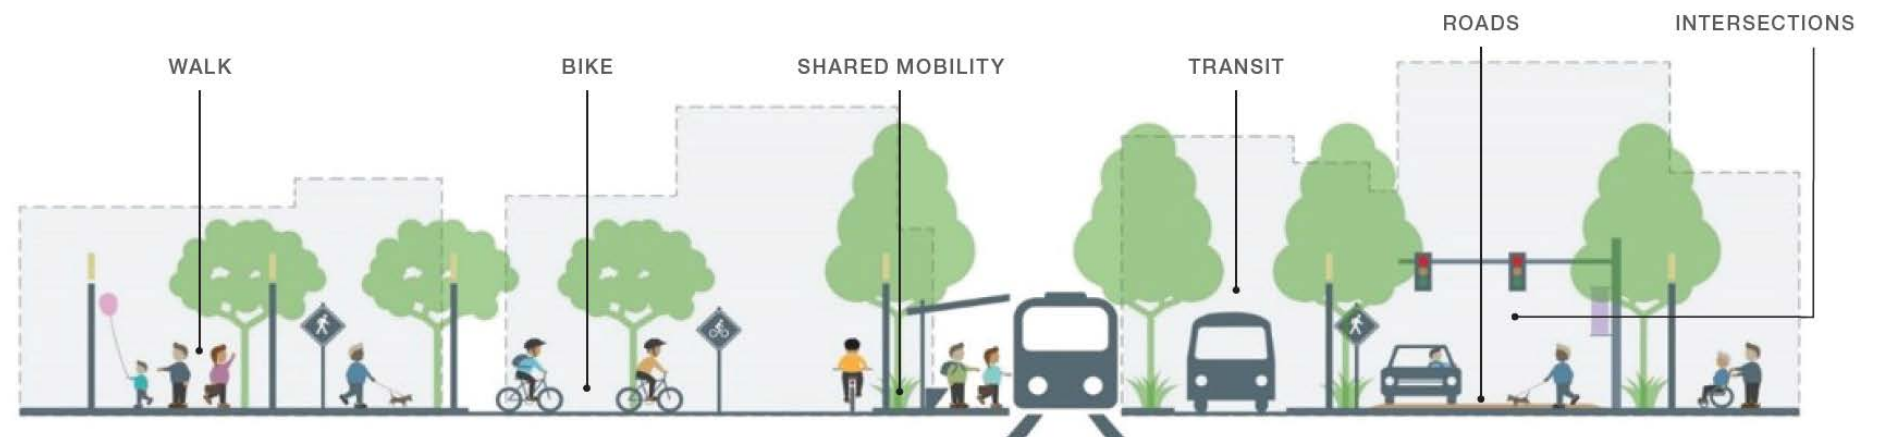 WALK
BIKE
SHARED MOBILITY
TRANSIT
ROADS
INTERSECTIONS